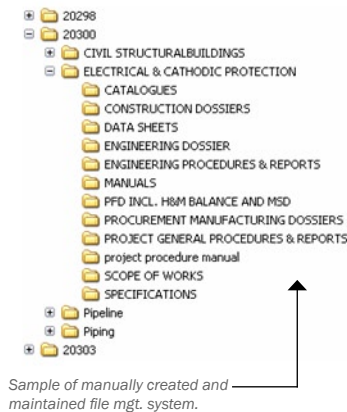 20298
20300
CIVIL STRUCTURALBUILDINGS
ELECTRICAL & CATHODIC PROTECTION
CATALOGUES
CONSTRUCTION DOSSIERS
DATA SHEETS
ENGINEERING DOSSIER
ENGINEERING PROCEDURES & REPORTS
MANUALS
PFD INCL. H&M BALANCE AND MSD
PROCUREMENT MANUFACTURING DOSSIERS
PROJECT GENERAL PROCEDURES & REPORTS
project procedure manual
SCOPE OF WORKS
SPECIFICATIONS
Pipeline
Piping
20303
Sample of manually created and
maintained file mgt. system.